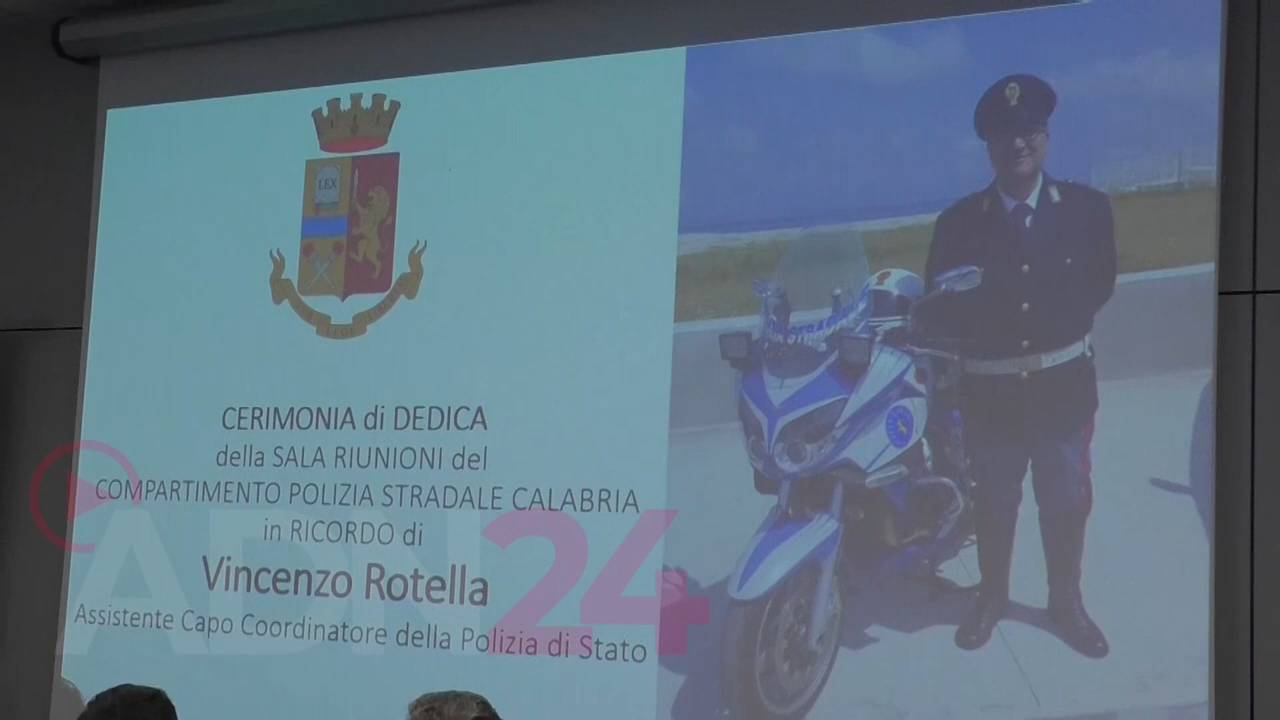 LEX
CERIMONIA di DEDICA
della SALA RIUNIONI del
COMPARTIMENTO POLIZIA STRADALE CALABRIA
in RICORDO di
Vincenzo Rotella
Assistente Capo Coordinatore della Polizia di Stato
ADN24